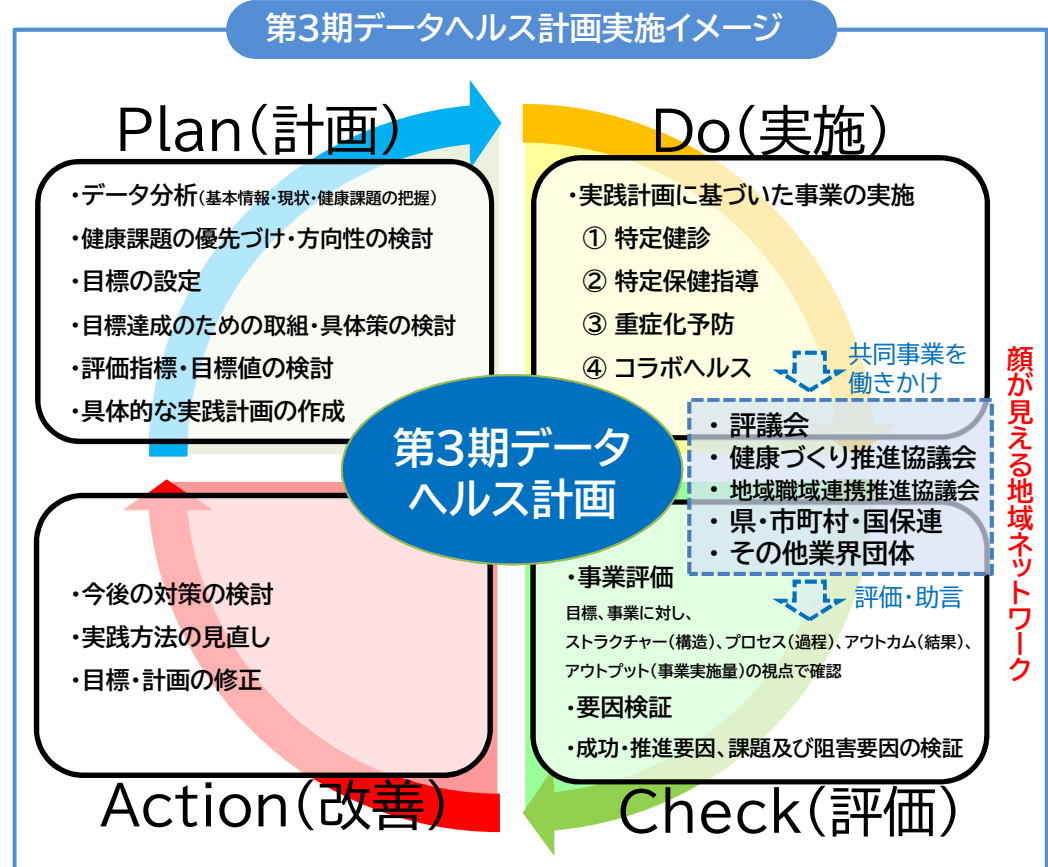 第3期データヘルス計画実施イメージ
Plan(計画)
・データ分析(基本情報・現状・健康課題の把握)
・健康課題の優先づけ・方向性の検討
・目標の設定
・目標達成のための取組・具体策の検討
・評価指標・目標値の検討
・具体的な実践計画の作成
Do(実施)
・実践計画に基づいた事業の実施
① 特定健診
② 特定保健指導
③ 重症化予防
④ コラボヘルス
共同事業を
働きかけ
・ 評議会
・ 健康づくり推進協議会
・ 地域職域連携推進協議会
・ 県・市町村・国保連
・ その他業界団体
顔が見える地域ネットワーク
第3期データ
ヘルス計画
評価・助言
・事業評価
目標、事業に対し、
ストラクチャー(構造)、プロセス(過程)、アウトカム(結果)、
アウトプット(事業実施量)の視点で確認
・要因検証
・成功・推進要因、課題及び阻害要因の検証
Check(評価)
・今後の対策の検討
・実践方法の見直し
・目標・計画の修正
Action(改善)